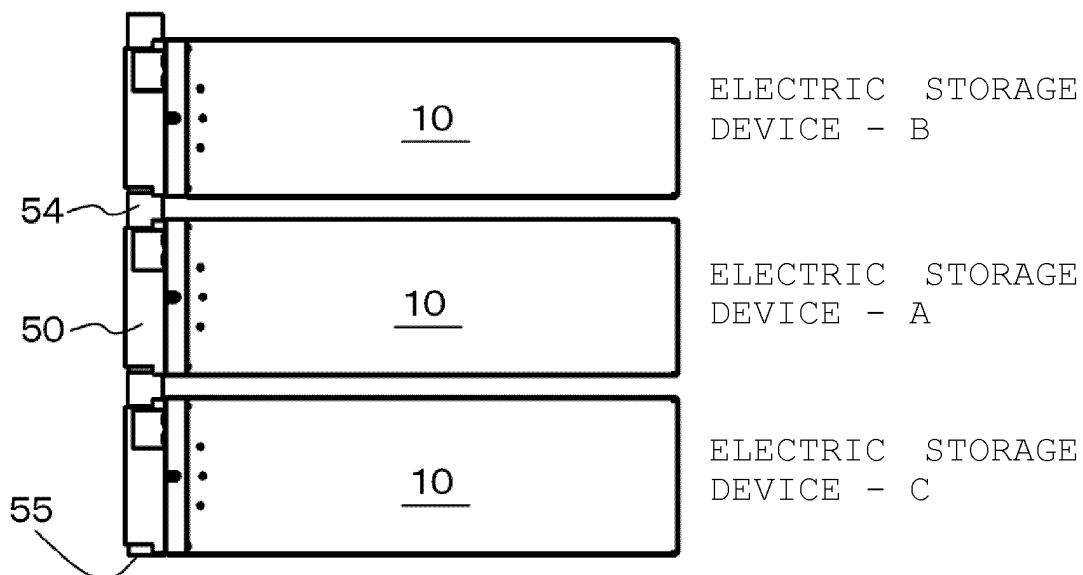 10
ELECTRIC STORAGE
DEVICE - B
54
10
ELECTRIC STORAGE
DEVICE - A
50
10
ELECTRIC STORAGE
DEVICE - C
55